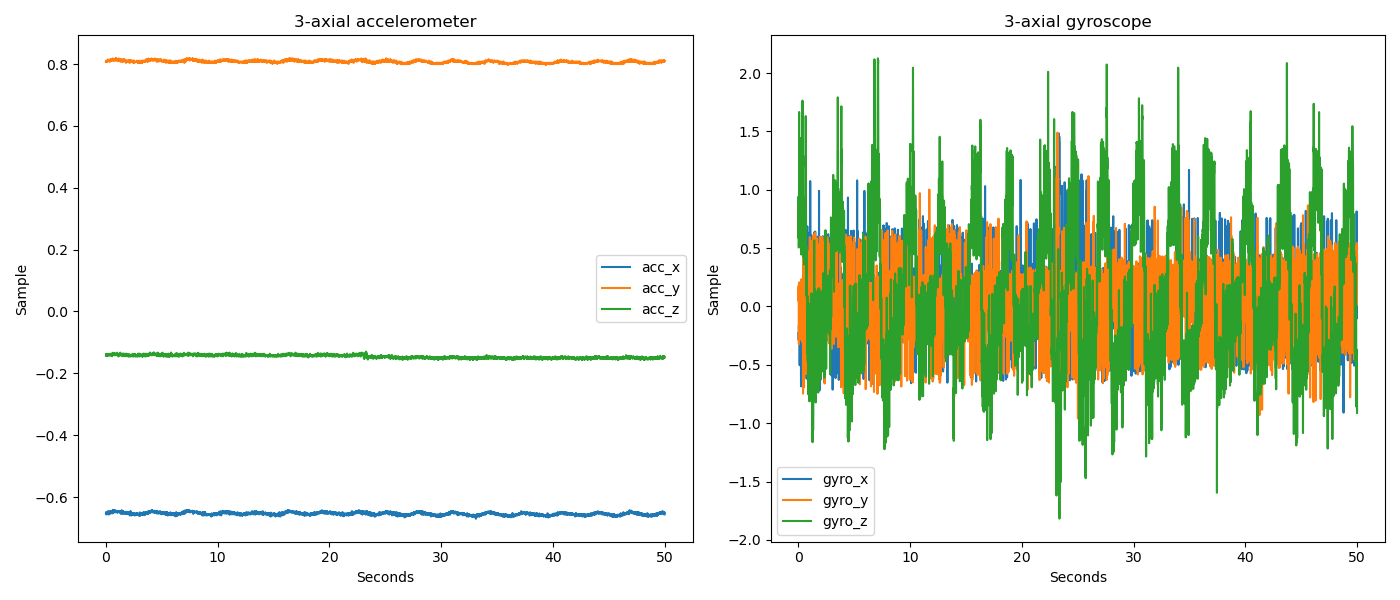 3-axial accelerometer
0.8
0.6
0.4
0.2
0.0
−0.2
−0.4
−0.6
Sample
0 10 20 30 40 50
Seconds
acc_x
acc_y
acc_z
3-axial gyroscope
2.0
1.5
1.0
0.5
0.0
−0.5
−1.0
−1.5
−2.0
Sample
0 10 20 30 40 50
Seconds
gyro_x
gyro_y
gyro_z